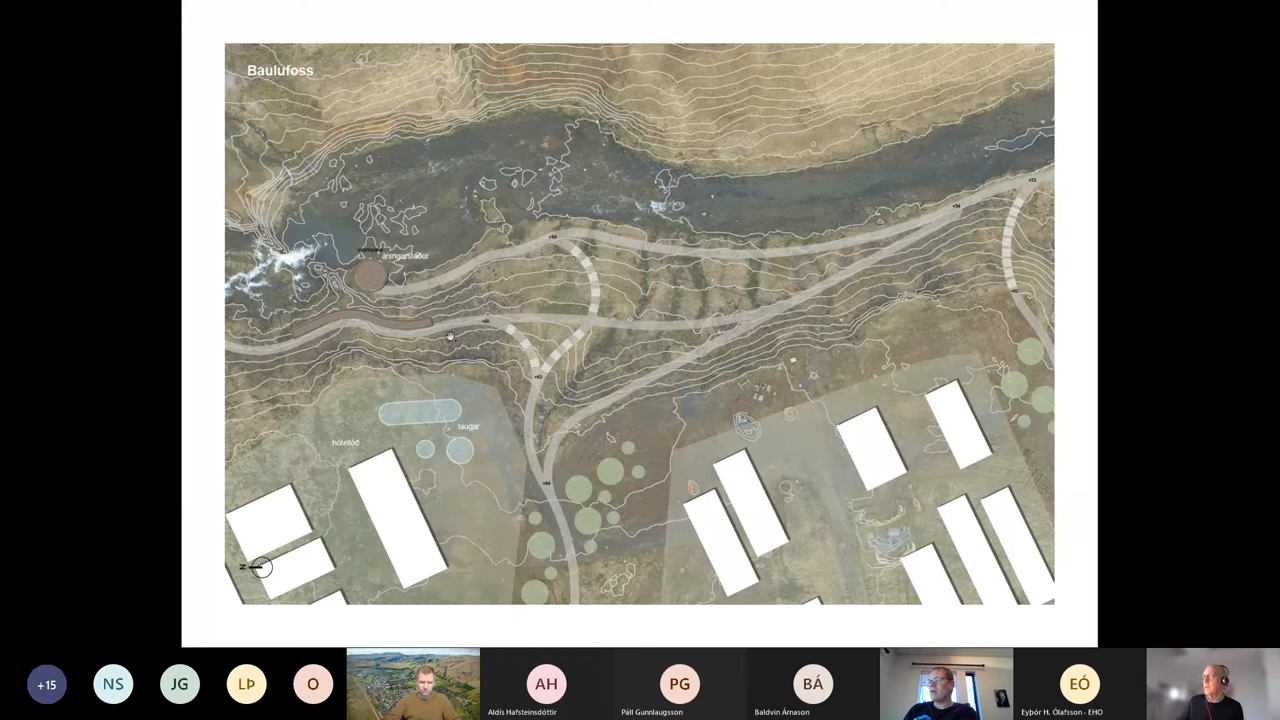 Baulufoss
áningarstaður
hótellóð
laugar
N
+15
NS
JG
LÞ
O
AH
PG
BÁ
EÓ
Aldís Hafsteinsdóttir
Páll Gunnlaugsson
Baldvin Árnason
Eyþór H. Ólafsson - EHO